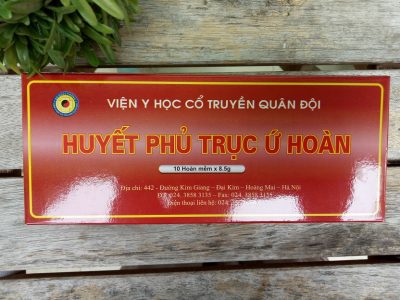 VIỆN Y HỌC CỔ TRUYỀN QUÂN ĐỘI
HUYẾT PHỦ TRỤC Ứ HOÀN
10 Hoàn mềm x 8.5g
Địa chỉ: 442 - Đường Kim Giang – Đại Kim – Hoàng Mai – Hà Nội
ĐT: 024. 3858 3135 – Fax: 024. 3858 3135
Điện thoại liên hệ: 024.